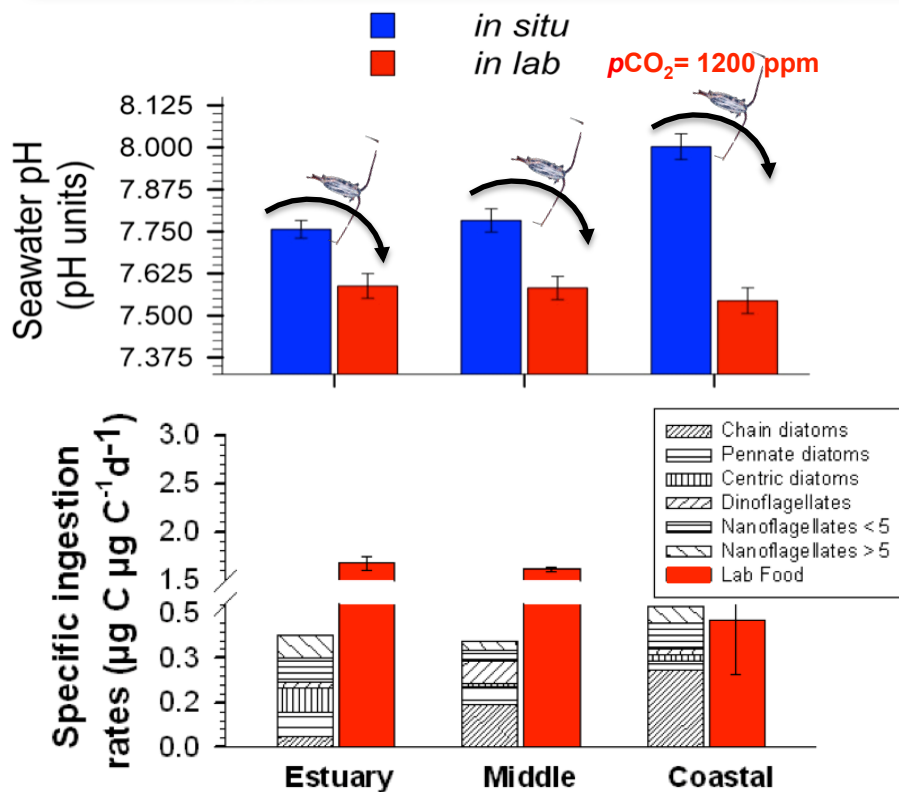 in situ
in lab
pCO₂= 1200 ppm
Seawater pH
(pH units)
8.125
8.000
7.875
7.750
7.625
7.500
7.375
Specific ingestion
rates (µg C µg C⁻¹d⁻¹)
3.0
2.5
2.0
1.5
0.5
0.3
0.2
0.0
Chain diatoms
Pennate diatoms
Centric diatoms
Dinoflagellates
Nanoflagellates <5
Nanoflagellates >5
Lab Food
Estuary
Middle
Coastal